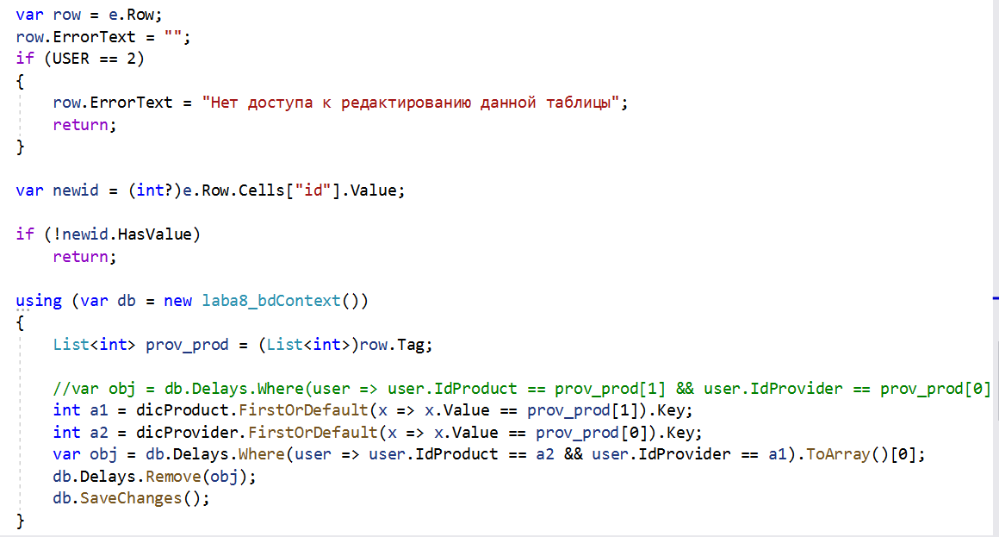 var row = e.Row;
row.ErrorText = "";
if (USER == 2)
{
row.ErrorText = "Нет доступа к редактированию данной таблицы";
return;
}
var newid = (int?)e.Row.Cells["id"].Value;
if (!newid.HasValue)
return;
using (var db = new laba8_bdContext())
{
List<int> prov_prod = (List<int>)row.Tag;
//var obj = db.Delays.Where(user => user.IdProduct == prov_prod[1] && user.IdProvider == prov_prod[0]
int a1 = dicProduct.FirstOrDefault(x => x.Value == prov_prod[1]).Key;
int a2 = dicProvider.FirstOrDefault(x => x.Value == prov_prod[0]).Key;
var obj = db.Delays.Where(user => user.IdProduct == a2 && user.IdProvider == a1).ToArray()[0];
db.Delays.Remove(obj);
db.SaveChanges();
}